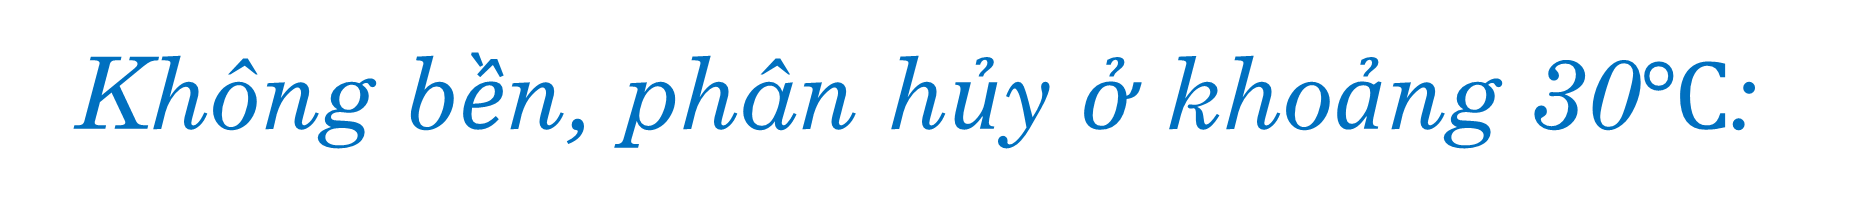 Không bền, phân hủy ở khoảng 30℃: